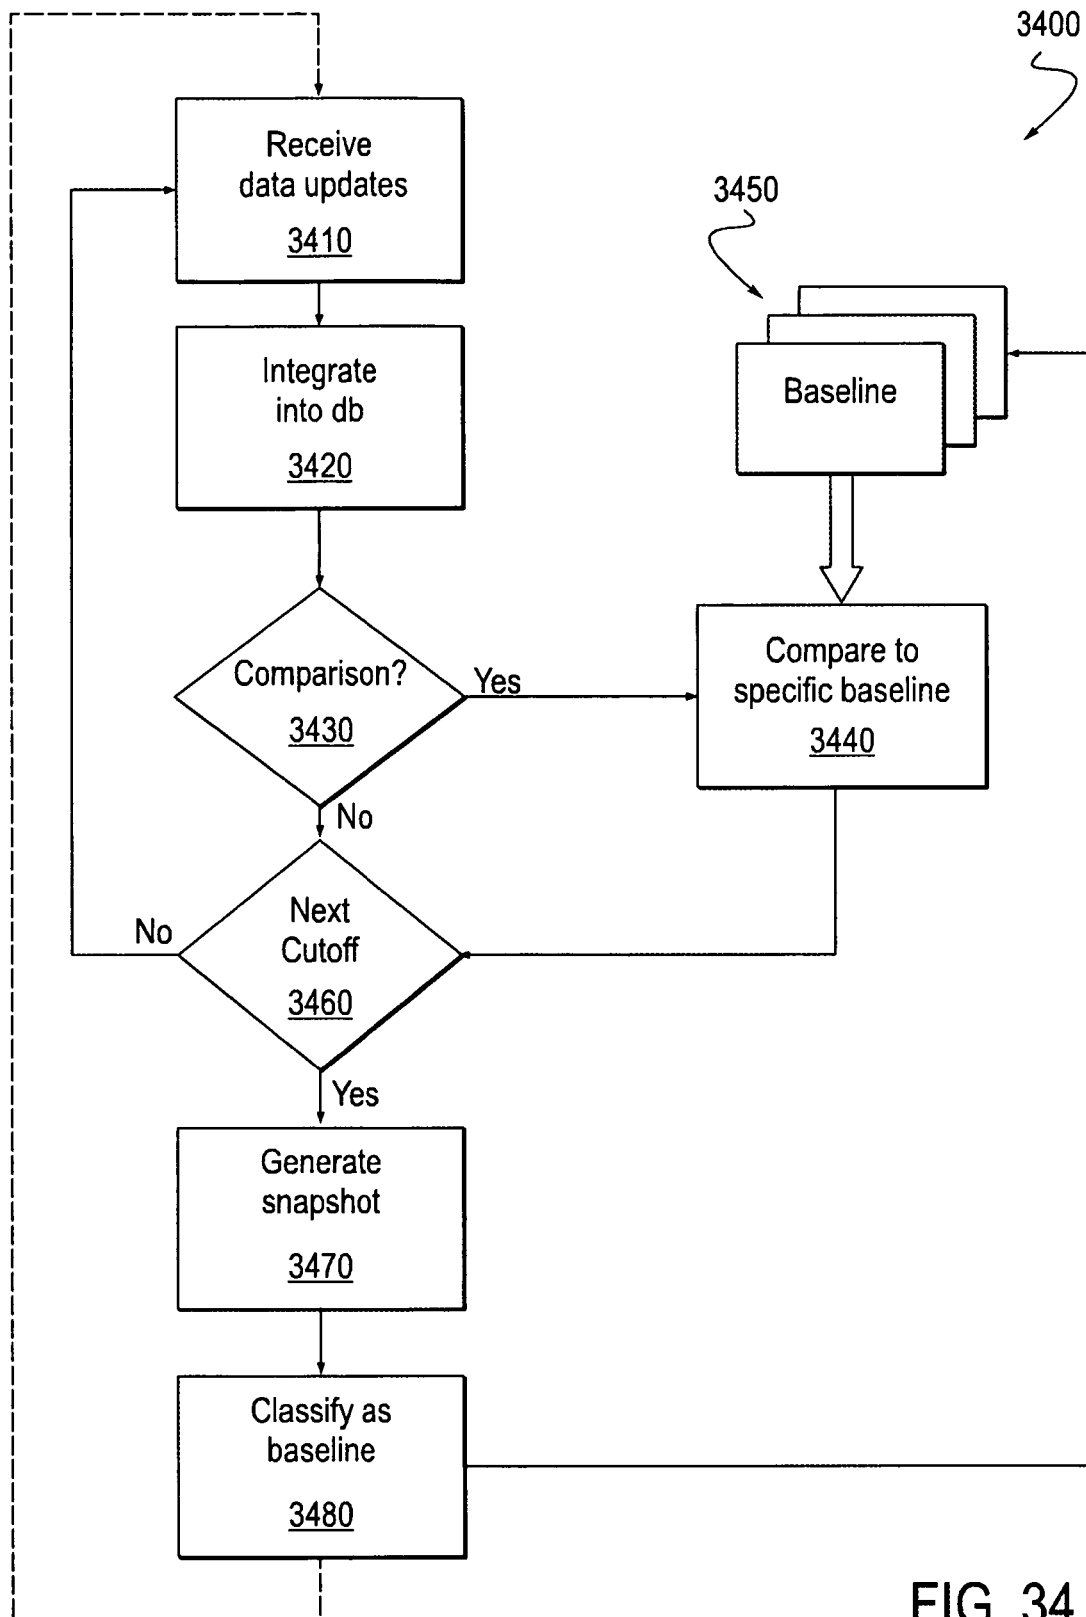 3400
Receive
data updates
3410
3450
Integrate
into db
3420
Baseline
Comparison?
3430
Yes
Compare to
specific baseline
3440
No
Next
Cutoff
3460
No
Yes
Generate
snapshot
3470
Classify as
baseline
3480
FIG. 34